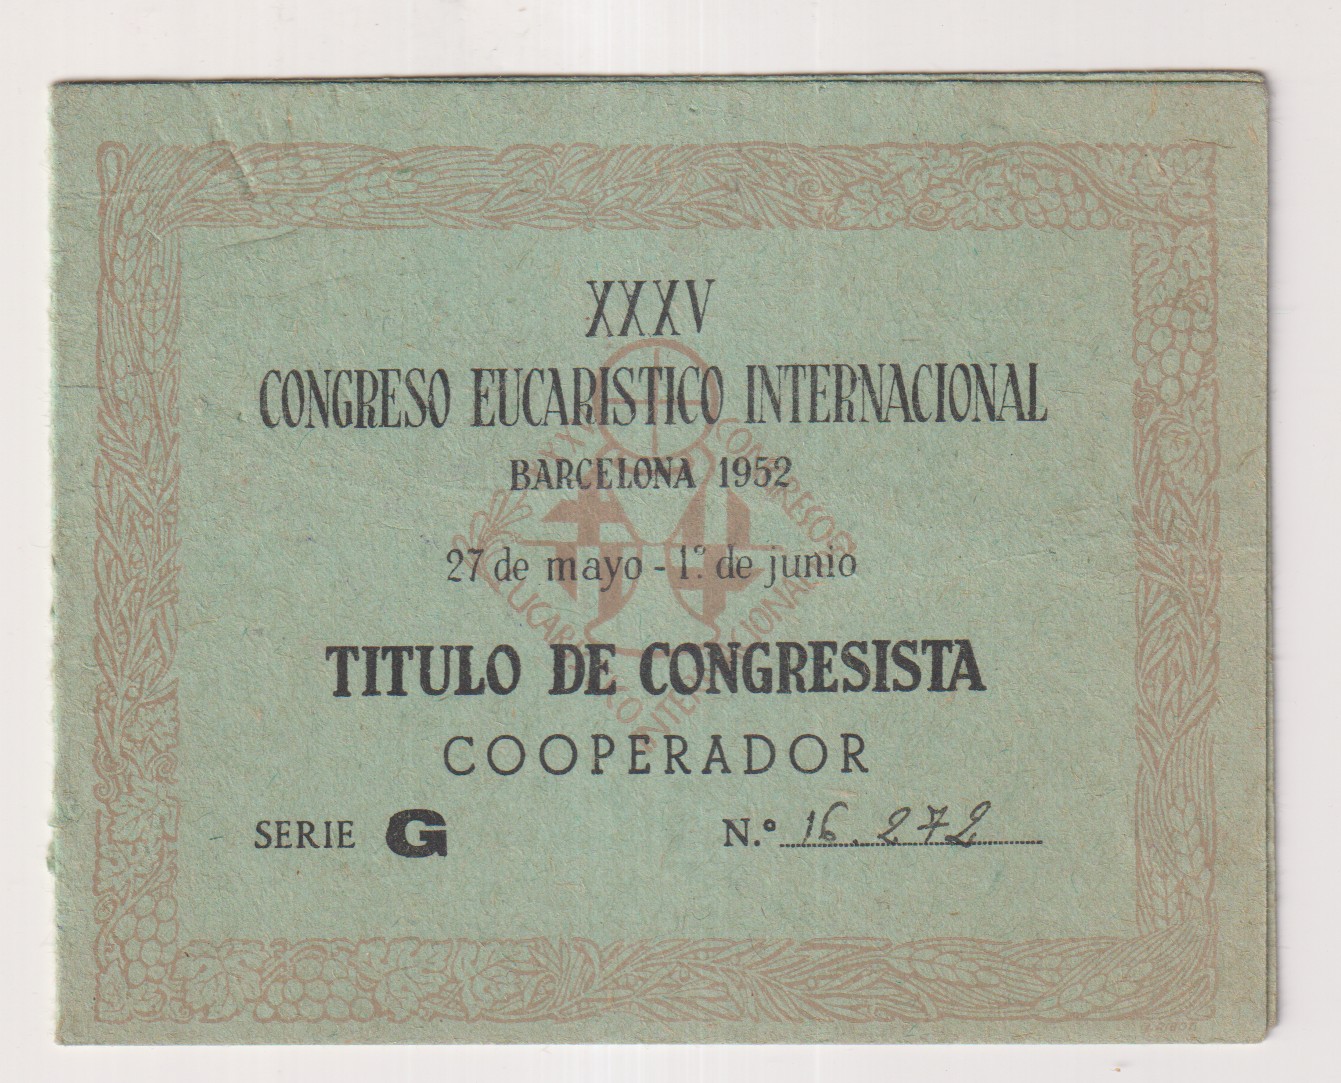 XXXV
CONGRESO EUCARISTICO INTERNACIONAL
BARCELONA 1952
27 de mayo - 1.º de junio
TITULO DE CONGRESISTA
COOPERADOR
SERIE G N.º 16.272